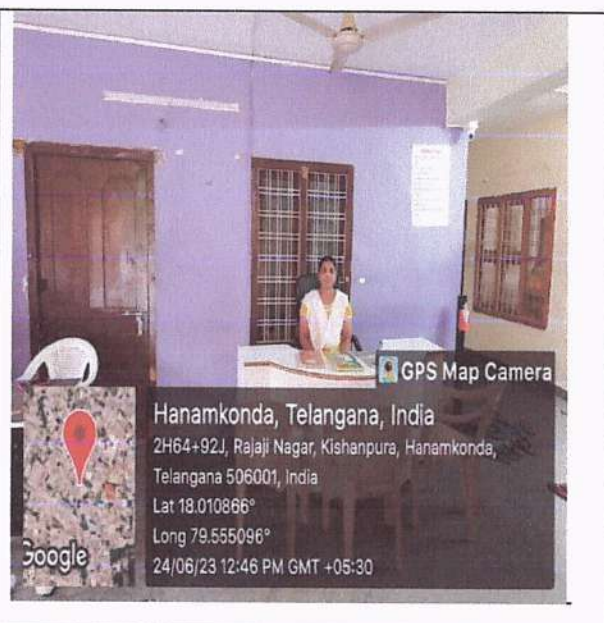 GPS Map Camera
Hanamkonda, Telangana, India
2H64+92J, Rajaji Nagar, Kishanpura, Hanamkonda,
Telangana 506001, India
Lat 18.010866°
Long 79.555096°
24/06/23 12:46 PM GMT +05:30
Google